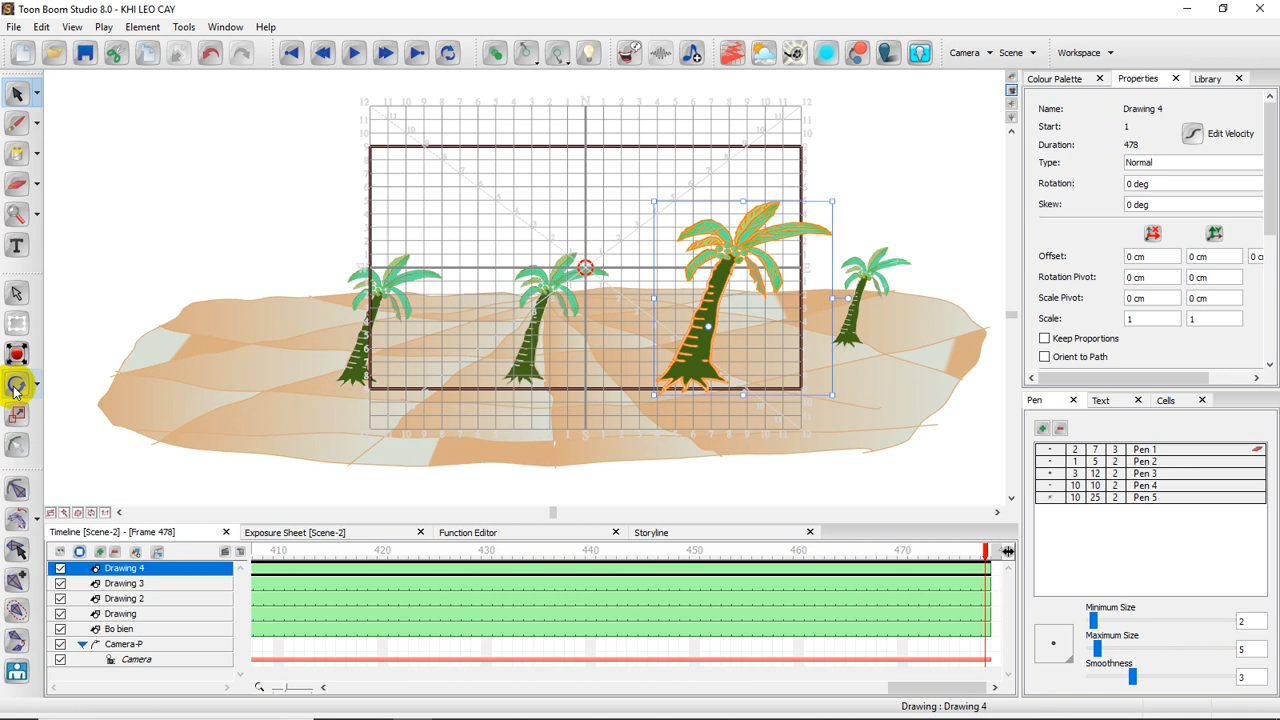 Toon Boom Studio 8.0 - KHI LEO CAY
File Edit View Play Element Tools Window Help
Camera Scene Workspace
Colour Palette Properties Library
Name: Drawing 4
Start: 1
Edit Velocity
Duration: 478
Type: Normal
Rotation: 0 deg
Skew: 0 deg
Offset: 0 cm 0 cm 0 c
Rotation Pivot: 0 cm 0 cm
Scale Pivot: 0 cm 0 cm
Scale: 1 1
Keep Proportions
Orient to Path
Pen Text Cells
2 7 3 Pen 1
1 5 2 Pen 2
3 12 2 Pen 3
10 10 2 Pen 4
10 25 2 Pen 5
Minimum Size
2
Maximum Size
5
Smoothness
3
Timeline [Scene-2] - [Frame 478] Exposure Sheet [Scene-2] Function Editor Storyline
410 420 430 440 450 460 470
Drawing 4
Drawing 3
Drawing 2
Drawing
Bo bien
Camera-P
Camera
Drawing : Drawing 4